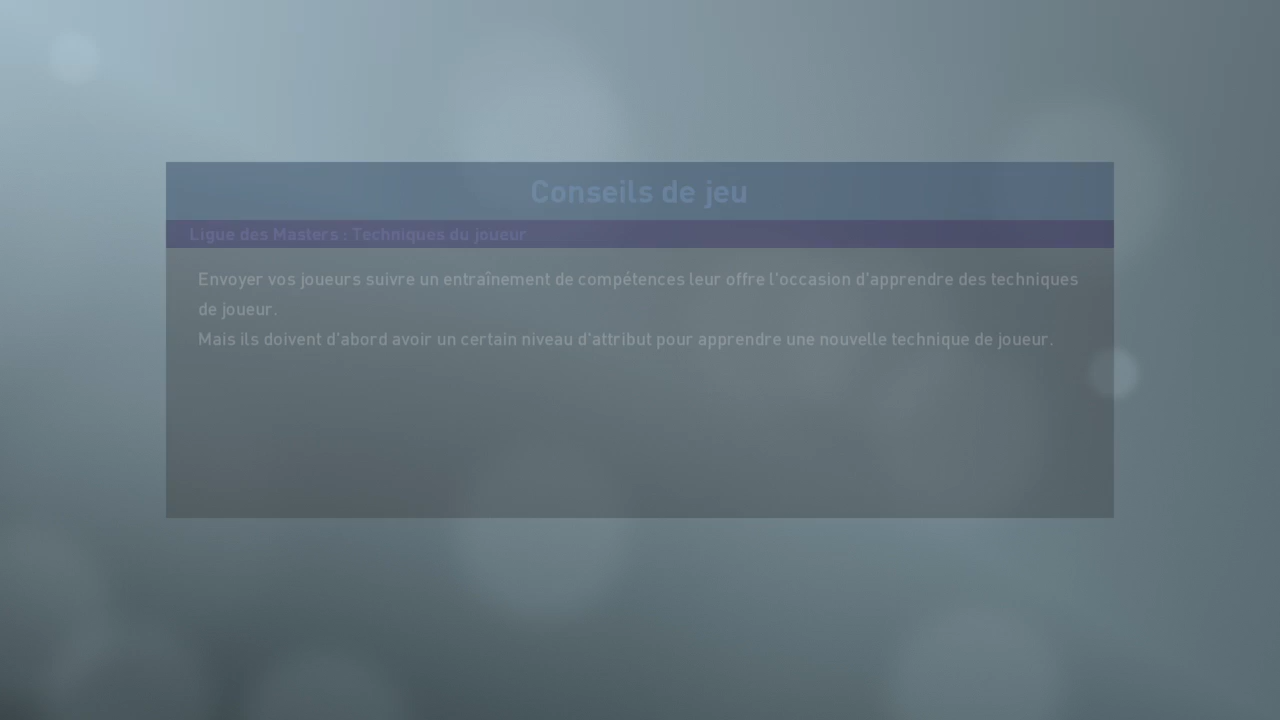 Conseils de jeu
Ligue des Masters : Techniques du joueur
Envoyer vos joueurs suivre un entraînement de compétences leur offre l'occasion d'apprendre des techniques
de joueur.
Mais ils doivent d'abord avoir un certain niveau d'attribut pour apprendre une nouvelle technique de joueur.